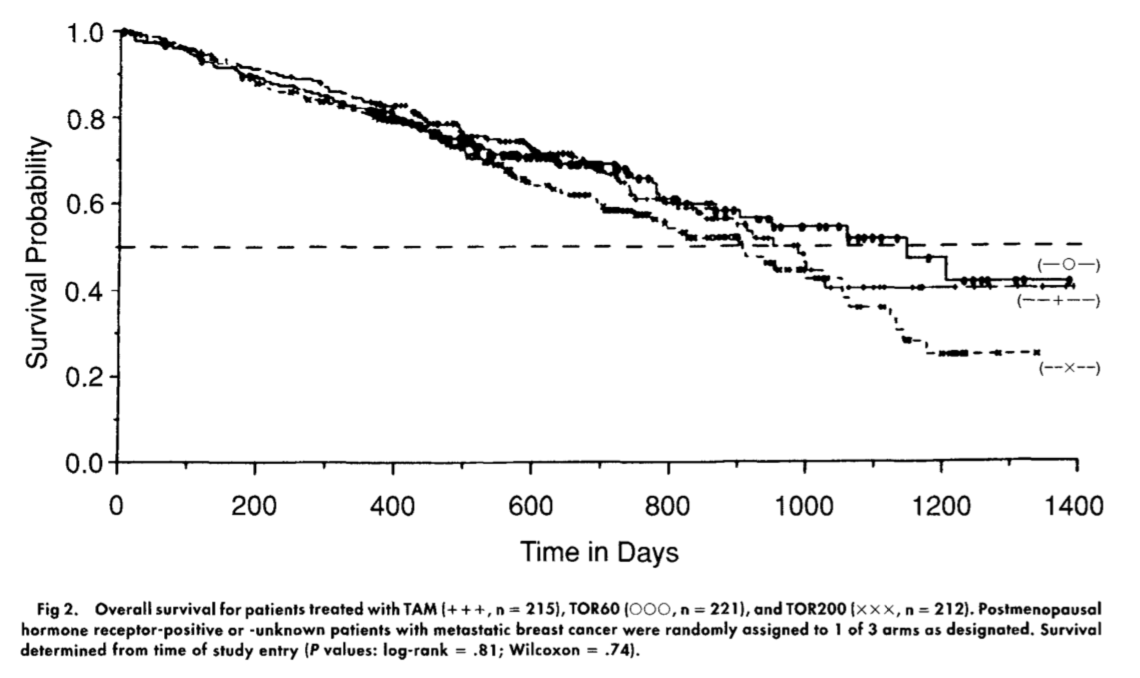 1.0
0.8
0.6
0.4
0.2
0.0
Survival Probability
(—○—)
(––+––)
(––×––)
0 200 400 600 800 1000 1200 1400
Time in Days
Fig 2. Overall survival for patients treated with TAM (+ + +, n = 215), TOR60 (○○○, n = 221), and TOR200 (×××, n = 212). Postmenopausal
hormone receptor-positive or -unknown patients with metastatic breast cancer were randomly assigned to 1 of 3 arms as designated. Survival
determined from time of study entry (P values: log-rank = .81; Wilcoxon = .74).